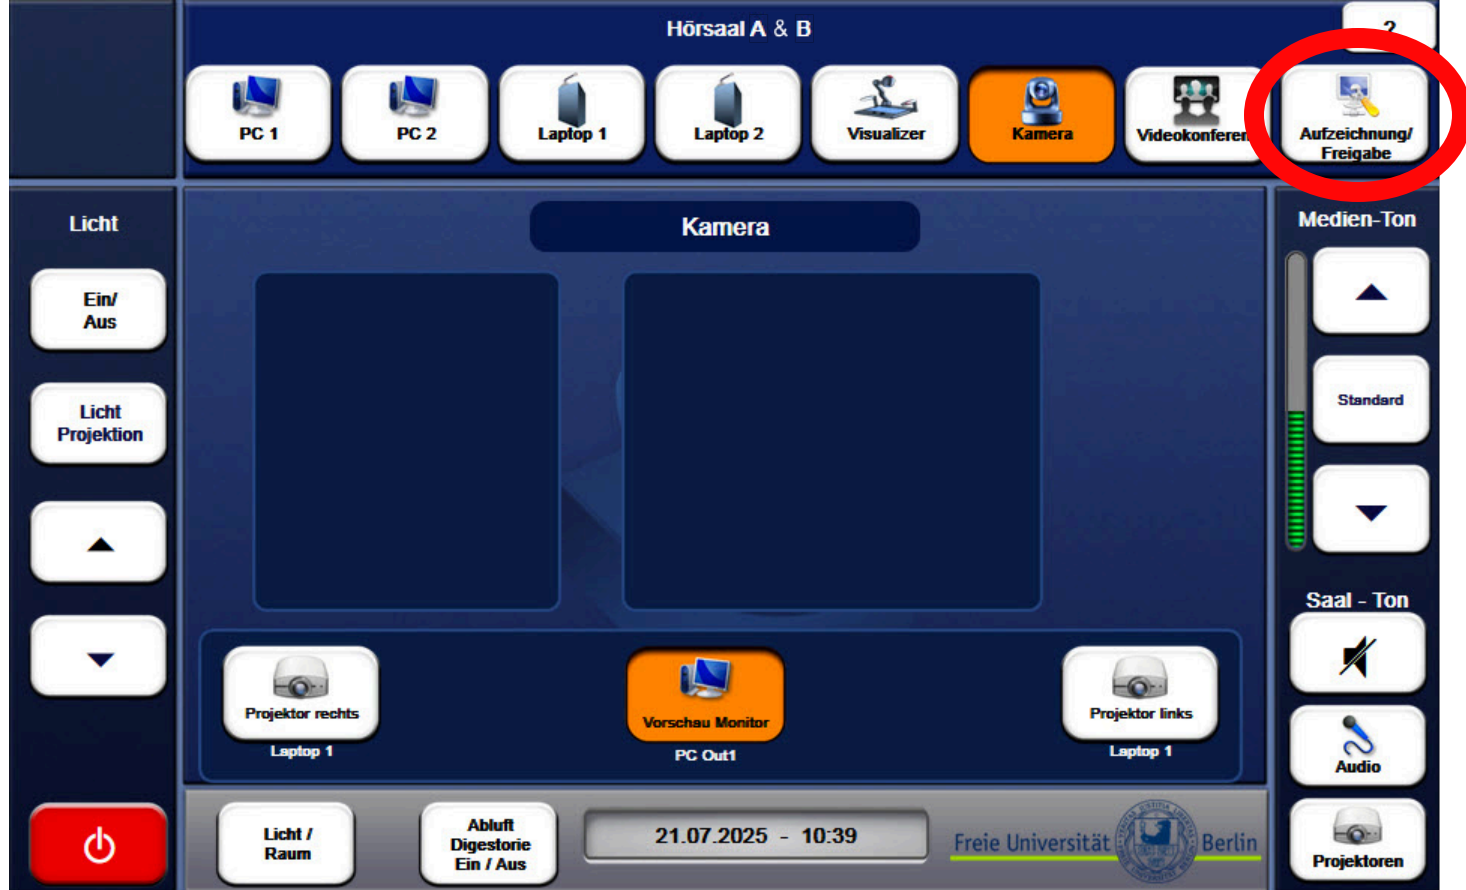 Hörsaal A & B
?
PC 1
PC 2
Laptop 1
Laptop 2
Visualizer
Kamera
Videokonferen
Aufzeichnung/
Freigabe
Licht
Kamera
Medien-Ton
Ein/
Aus
Licht
Projektion
Standard
Saal - Ton
Projektor rechts
Laptop 1
Vorschau Monitor
PC Out1
Projektor links
Laptop 1
Audio
Licht /
Raum
Abluft
Digestorie
Ein / Aus
21.07.2025 - 10:39
Freie Universität Berlin
Projektoren